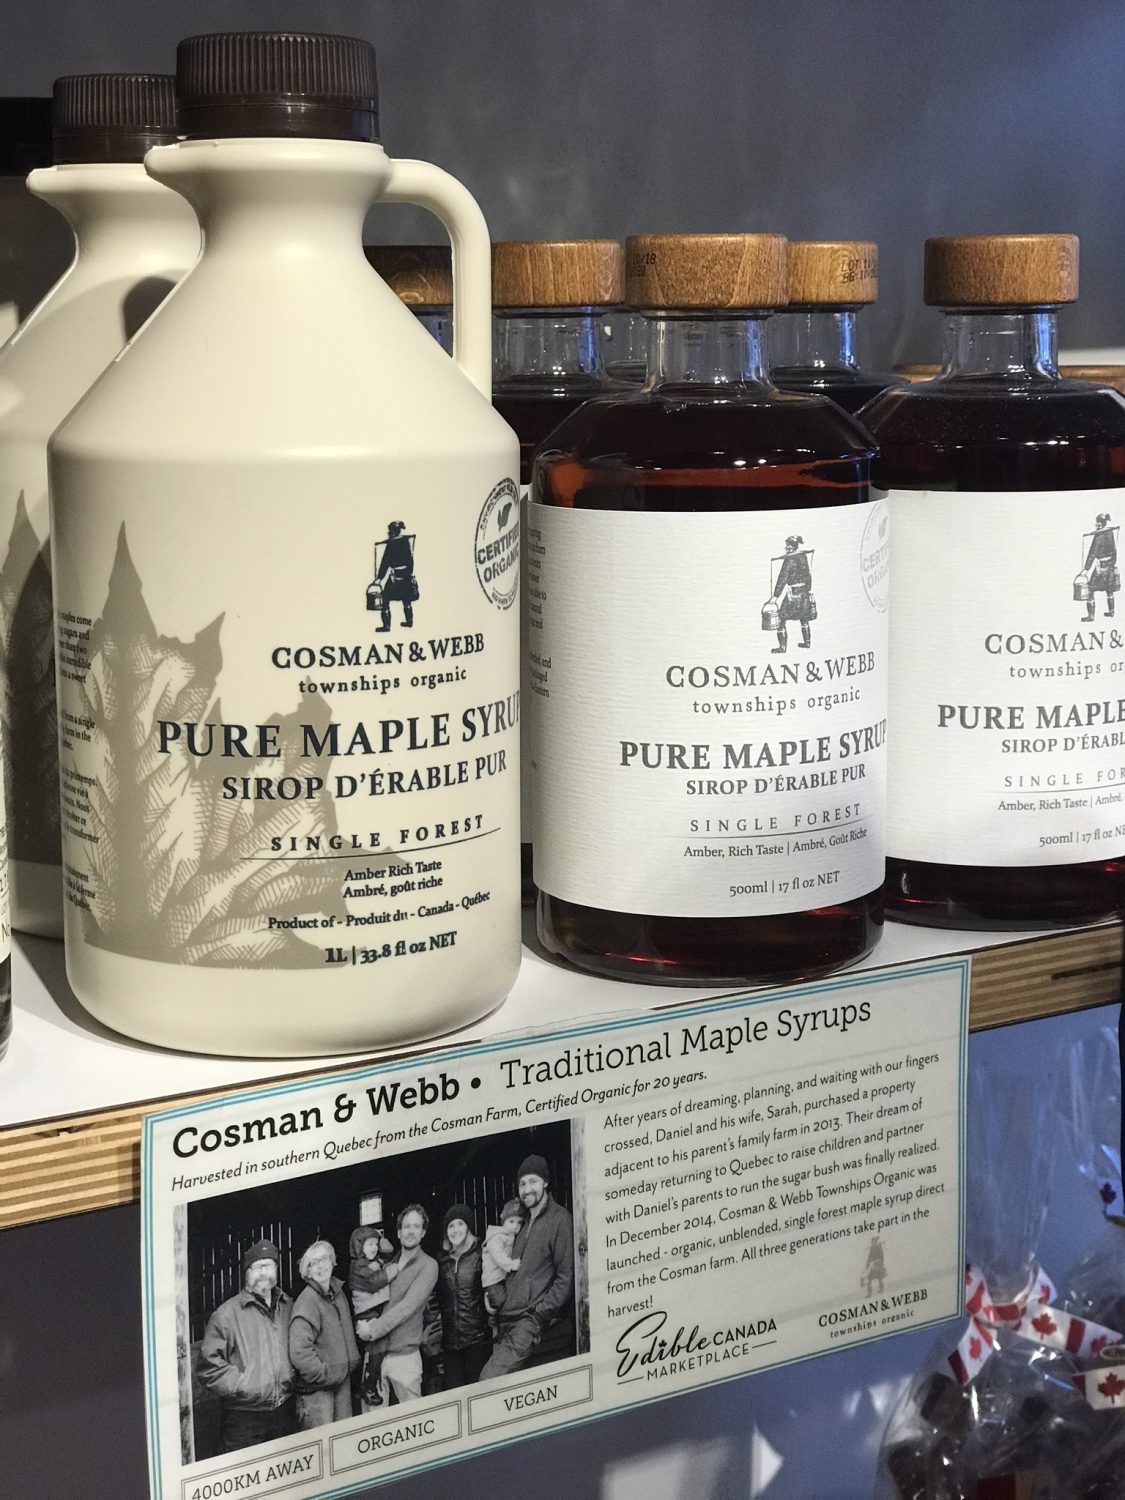 CERTIFIED
ORGANIC
COSMAN & WEBB
townships organic
PURE MAPLE SYRUP
SIROP D'ÉRABLE PUR
SINGLE FOREST
Amber Rich Taste
Ambré, goût riche
Product of - Produit du - Canada - Québec
1L | 33.8 fl oz NET
COSMAN & WEBB
townships organic
PURE MAPLE SYRUP
SIROP D'ÉRABLE PUR
SINGLE FOREST
Amber, Rich Taste | Ambré, Goût Riche
500ml | 17 fl oz NET
COSMAN &
townships
PURE MAPLE
SIROP
SINGLE
Amber, Rich Taste |
500ml | 17 fl oz
Cosman & Webb • Traditional Maple Syrups
Harvested in southern Quebec from the Cosman Farm, Certified Organic for 20 years.
After years of dreaming, planning, and waiting with our fingers
crossed, Daniel and his wife, Sarah, purchased a property
adjacent to his parent's family farm in 2013. Their dream of
someday returning to Quebec to raise children and partner
with Daniel's parents to run the sugar bush was finally realized.
In December 2014, Cosman & Webb Townships Organic was
launched - organic, unblended, single forest maple syrup direct
from the Cosman farm. All three generations take part in the
harvest!
Edible CANADA
MARKETPLACE
COSMAN & WEBB
townships organic
4000KM AWAY
ORGANIC
VEGAN